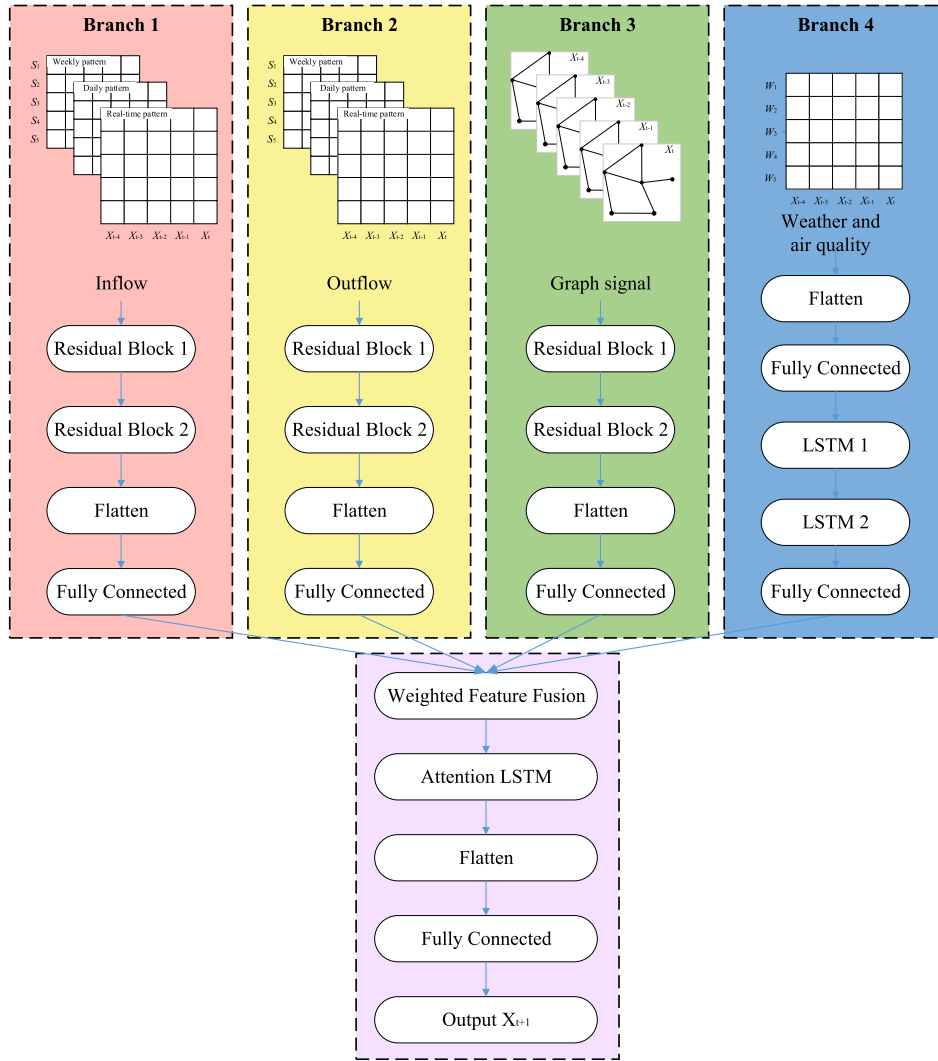 Branch 1
Weekly pattern
S1
S2
S3
S4
S5
Daily pattern
Real-time pattern
Xt-4 Xt-3 Xt-2 Xt-1 Xt
Inflow
Residual Block 1
Residual Block 2
Flatten
Fully Connected
Branch 2
Weekly pattern
S1
S2
S3
S4
S5
Daily pattern
Real-time pattern
Xt-4 Xt-3 Xt-2 Xt-1 Xt
Outflow
Residual Block 1
Residual Block 2
Flatten
Fully Connected
Branch 3
Xt-4
Xt-3
Xt-2
Xt-1
Xt
Graph signal
Residual Block 1
Residual Block 2
Flatten
Fully Connected
Branch 4
W1
W2
W3
W4
W5
Xt-4 Xt-3 Xt-2 Xt-1 Xt
Weather and
air quality
Flatten
Fully Connected
LSTM 1
LSTM 2
Fully Connected
Weighted Feature Fusion
Attention LSTM
Flatten
Fully Connected
Output Xt+1